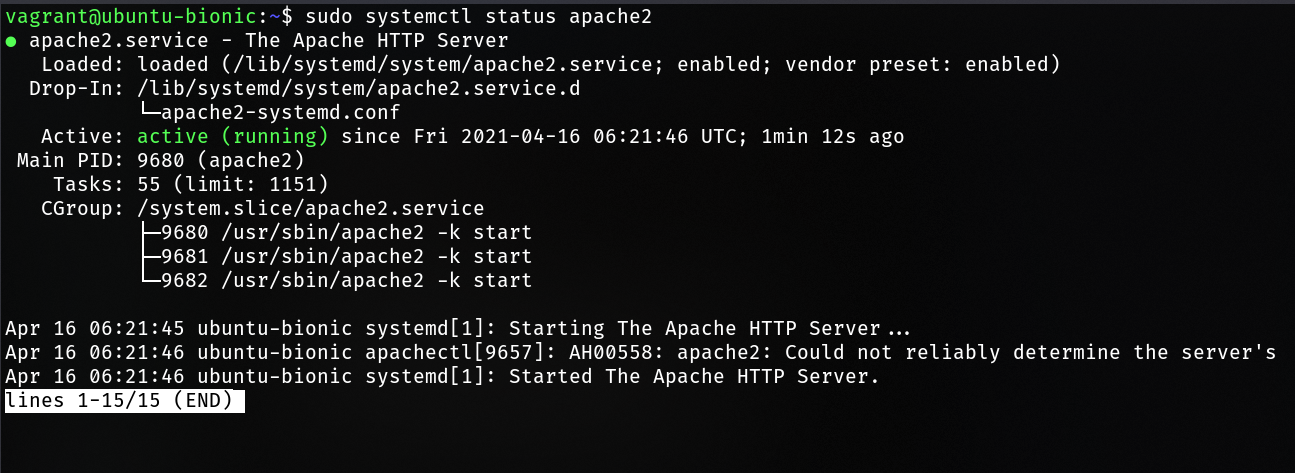 vagrant@ubuntu-bionic:~$ sudo systemctl status apache2
● apache2.service - The Apache HTTP Server
   Loaded: loaded (/lib/systemd/system/apache2.service; enabled; vendor preset: enabled)
  Drop-In: /lib/systemd/system/apache2.service.d
           └─apache2-systemd.conf
   Active: active (running) since Fri 2021-04-16 06:21:46 UTC; 1min 12s ago
 Main PID: 9680 (apache2)
    Tasks: 55 (limit: 1151)
   CGroup: /system.slice/apache2.service
           ├─9680 /usr/sbin/apache2 -k start
           ├─9681 /usr/sbin/apache2 -k start
           └─9682 /usr/sbin/apache2 -k start

Apr 16 06:21:45 ubuntu-bionic systemd[1]: Starting The Apache HTTP Server...
Apr 16 06:21:46 ubuntu-bionic apachectl[9657]: AH00558: apache2: Could not reliably determine the server's
Apr 16 06:21:46 ubuntu-bionic systemd[1]: Started The Apache HTTP Server.
lines 1-15/15 (END)